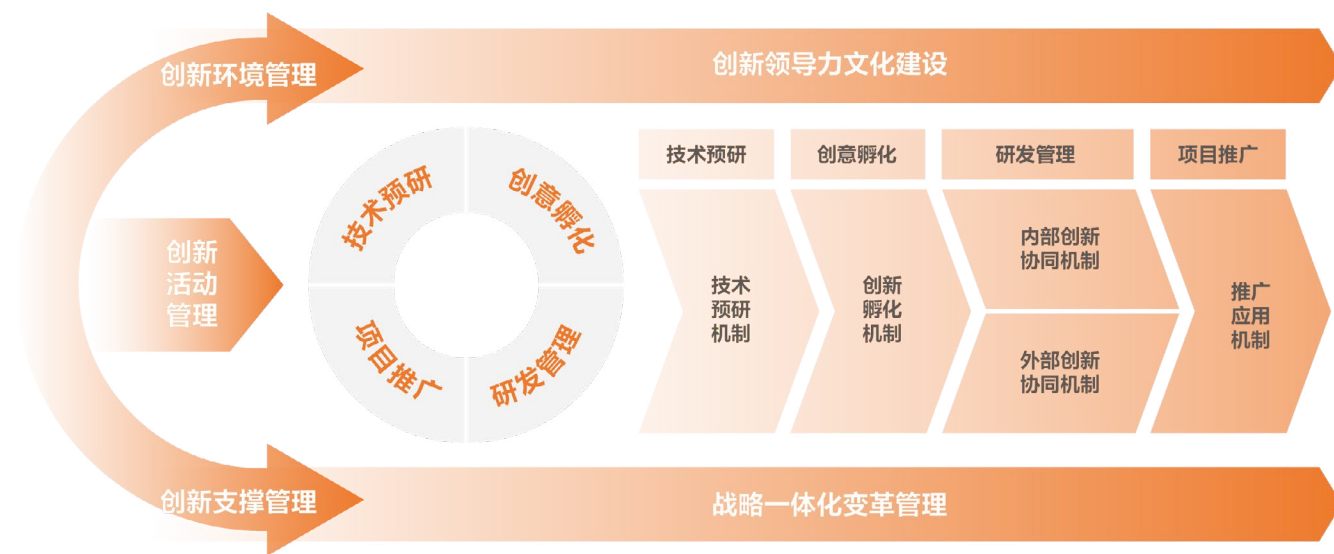 创新环境管理
创新领导力文化建设
技术预研
创意孵化
研发管理
项目推广
技术预研
创意孵化
项目推广
研发管理
创新
活动
管理
技术
预研
机制
创新
孵化
机制
内部创新
协同机制
外部创新
协同机制
推广
应用
机制
创新支撑管理
战略一体化变革管理